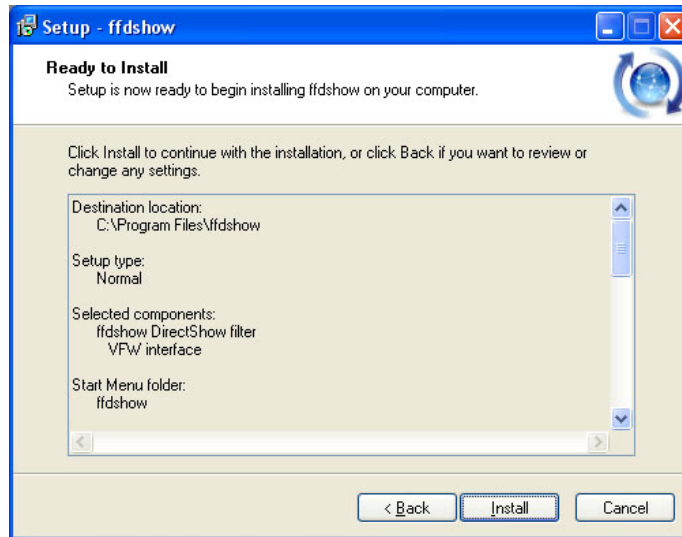 Setup - ffdshow
Ready to Install
Setup is now ready to begin installing ffdshow on your computer.
Click Install to continue with the installation, or click Back if you want to review or
change any settings.
Destination location:
C:\Program Files\ffdshow
Setup type:
Normal
Selected components:
ffdshow DirectShow filter
VFW interface
Start Menu folder:
ffdshow
< Back
Install
Cancel